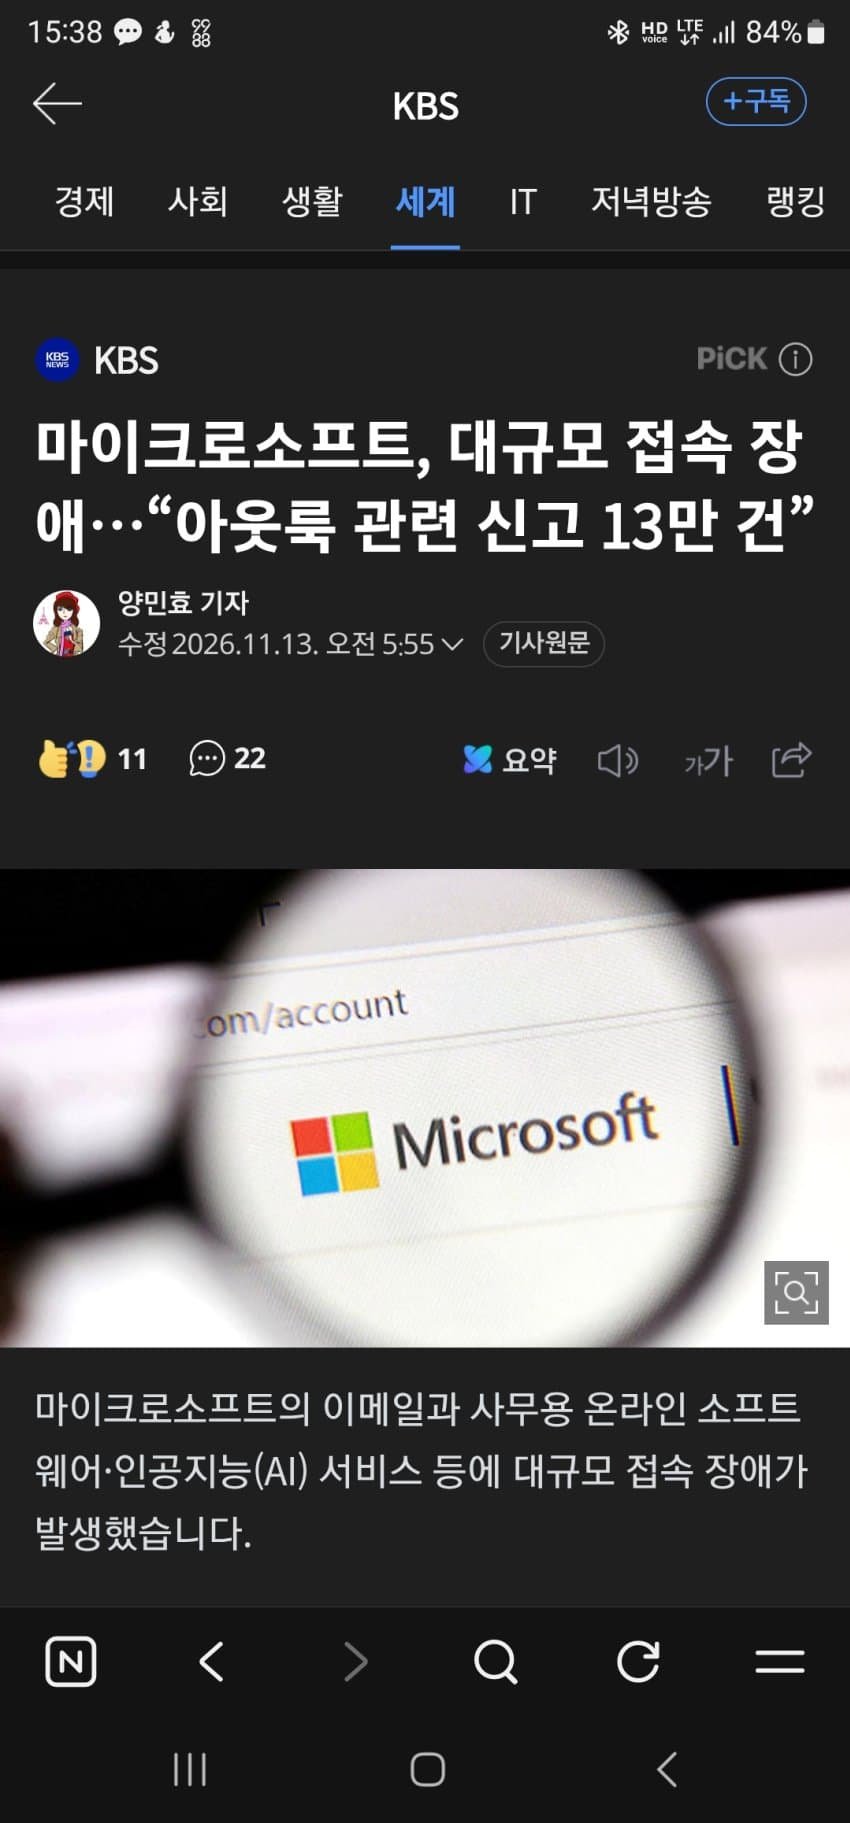 15:38
99
88
HD
voice
LTE
84%
KBS
+구독
경제 사회 생활 세계 IT 저녁방송 랭킹
KBS
NEWS
KBS
PiCK
마이크로소프트, 대규모 접속 장
애…“아웃룩 관련 신고 13만 건”
양민효 기자
수정 2026.11.13. 오전 5:55
기사원문
11
22
요약
가가
com/account
Microsoft
마이크로소프트의 이메일과 사무용 온라인 소프트
웨어·인공지능(AI) 서비스 등에 대규모 접속 장애가
발생했습니다.
N